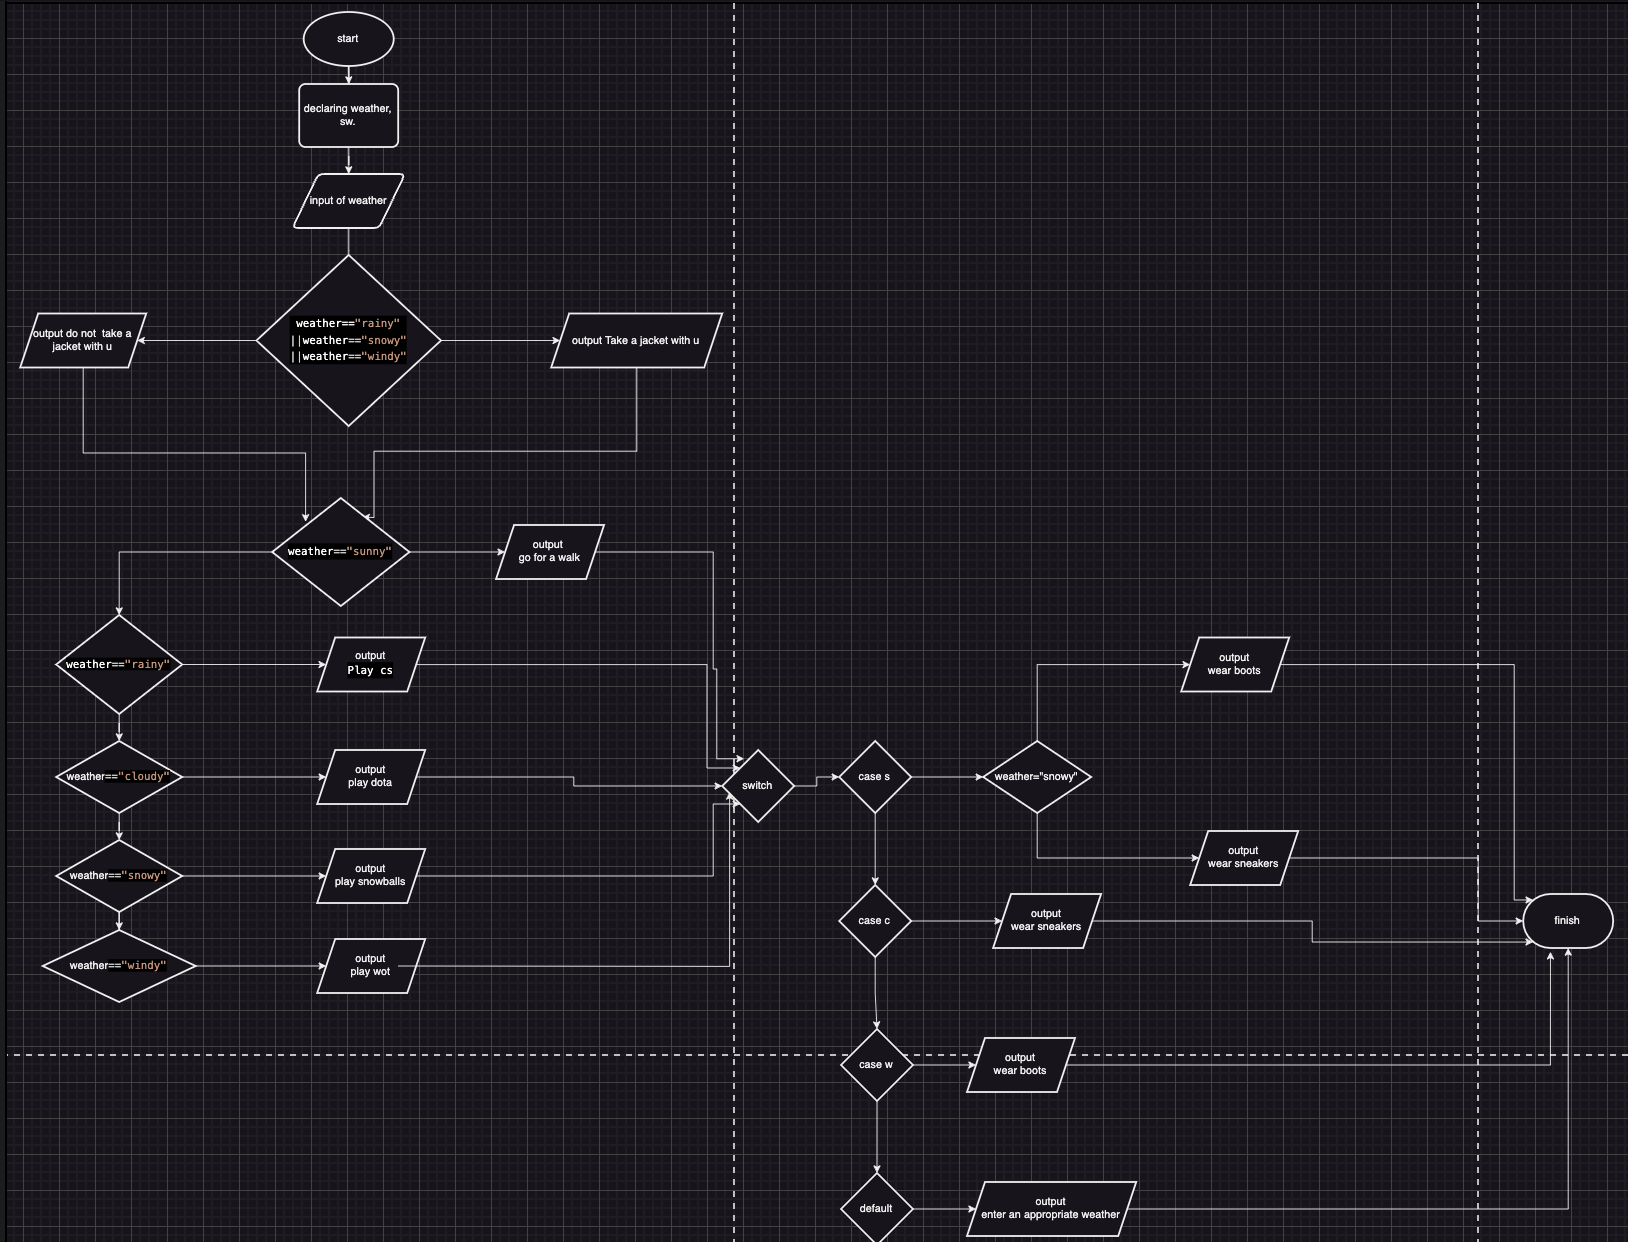 start
declaring weather,
sw.
input of weather
output do not  take a
jacket with u
weather=="rainy"
||weather=="snowy"
||weather=="windy"
output Take a jacket with u
weather=="sunny"
output
go for a walk
weather=="rainy"
output
Play cs
output
wear boots
weather=="cloudy"
output
play dota
switch
case s
weather="snowy"
output
wear sneakers
weather=="snowy"
output
play snowballs
case c
output
wear sneakers
finish
weather=="windy"
output
play wot
case w
output
wear boots
default
output
enter an appropriate weather